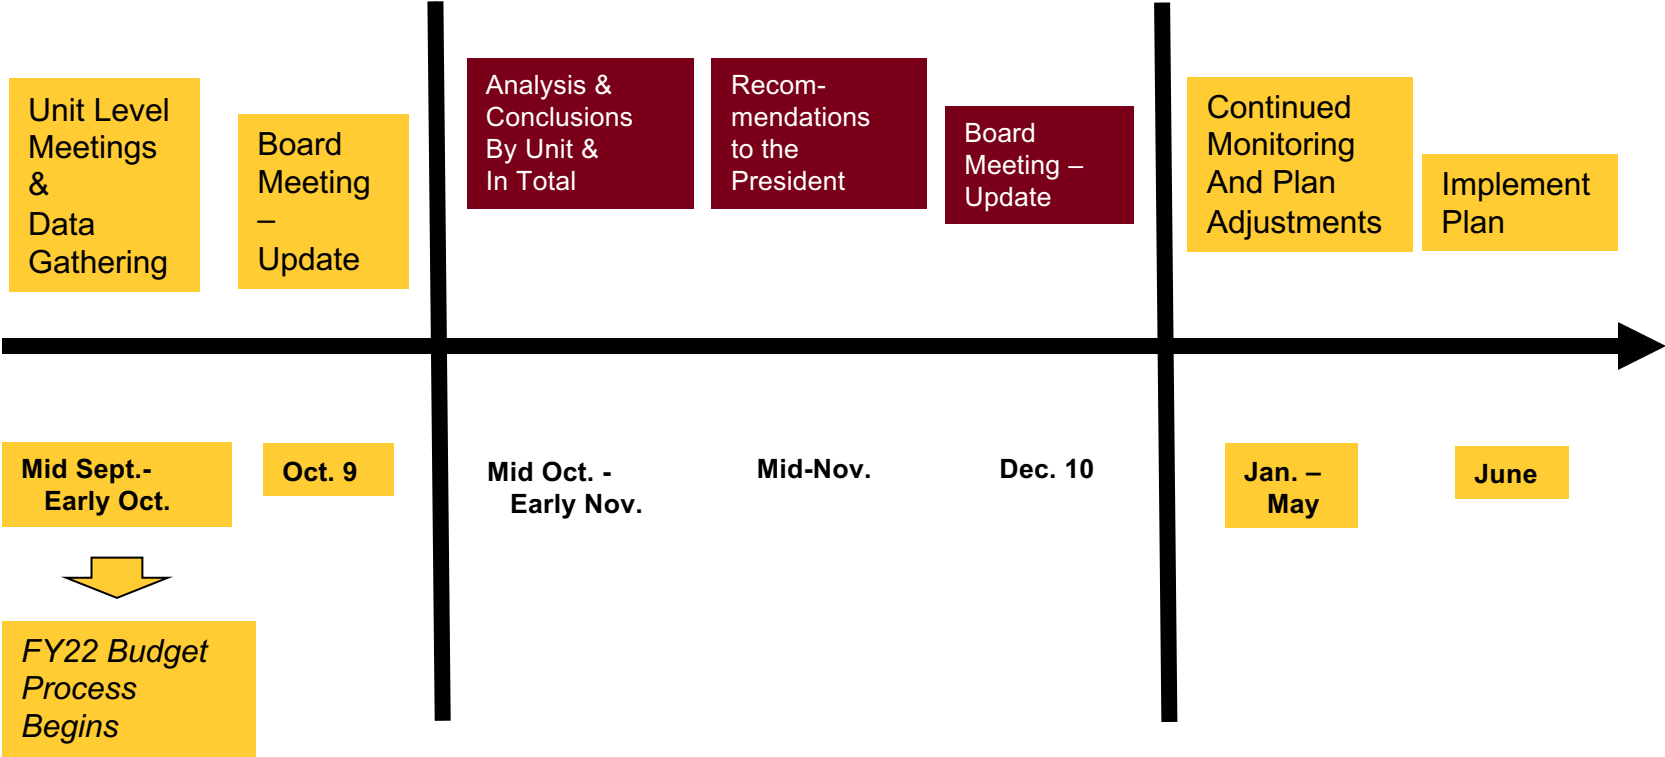 Unit Level
Meetings
&
Data
Gathering
Board
Meeting
–
Update
Analysis &
Conclusions
By Unit &
In Total
Recom-
mendations
to the
President
Board
Meeting –
Update
Continued
Monitoring
And Plan
Adjustments
Implement
Plan
Mid Sept.-
Early Oct.
Oct. 9
Mid Oct. -
Early Nov.
Mid-Nov.
Dec. 10
Jan. –
May
June
FY22 Budget
Process
Begins